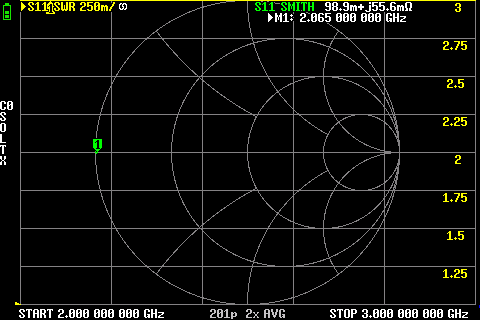 S11 SWR 250m/ S11 SMITH 98.9m+j55.6mΩ
M1: 2.065 000 000 GHz
3
2.75
2.5
2.25
C0
S
O
L
T
1
2
1.75
1.5
1.25
START 2.000 000 000 GHz 201p 2x AVG STOP 3.000 000 000 GHz